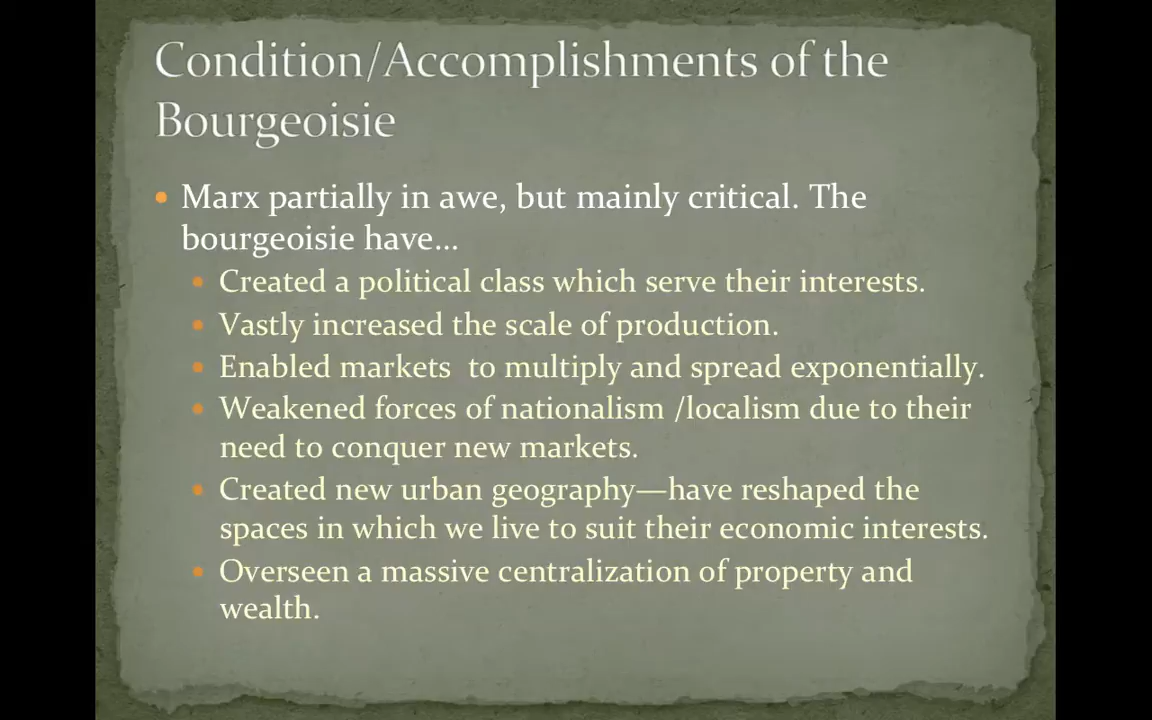 Condition/Accomplishments of the
Bourgeoisie
• Marx partially in awe, but mainly critical. The
bourgeoisie have…
• Created a political class which serve their interests.
• Vastly increased the scale of production.
• Enabled markets  to multiply and spread exponentially.
• Weakened forces of nationalism /localism due to their
need to conquer new markets.
• Created new urban geography—have reshaped the
spaces in which we live to suit their economic interests.
• Overseen a massive centralization of property and
wealth.